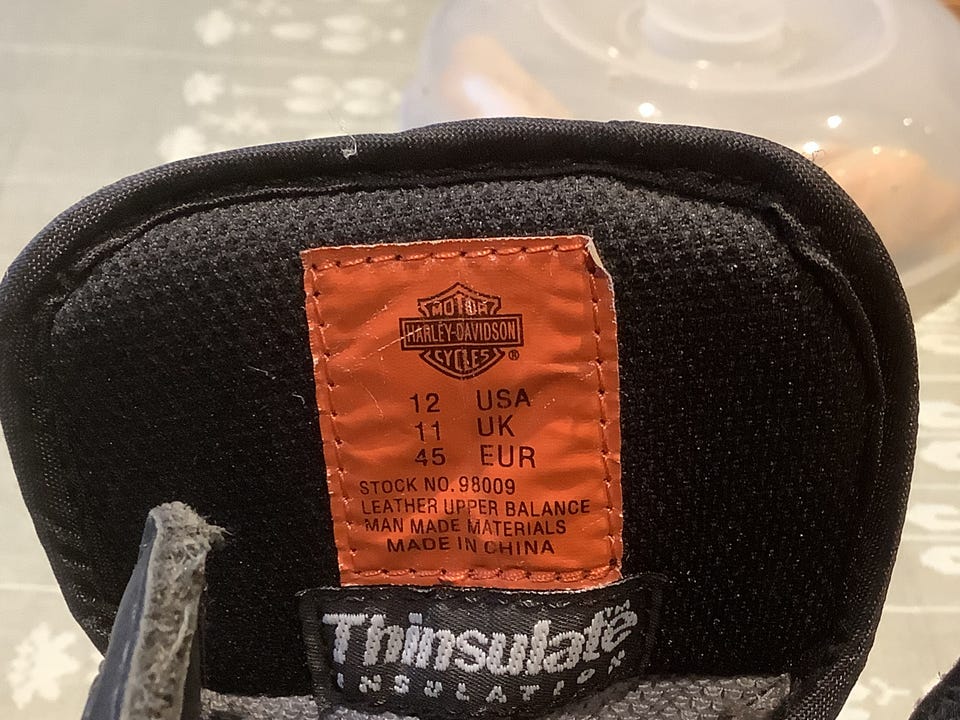 MOTOR
HARLEY-DAVIDSON
CYCLES ®
12 USA
11 UK
45 EUR
STOCK NO. 98009
LEATHER UPPER BALANCE
MAN MADE MATERIALS
MADE IN CHINA
Thinsulate™
INSULATION